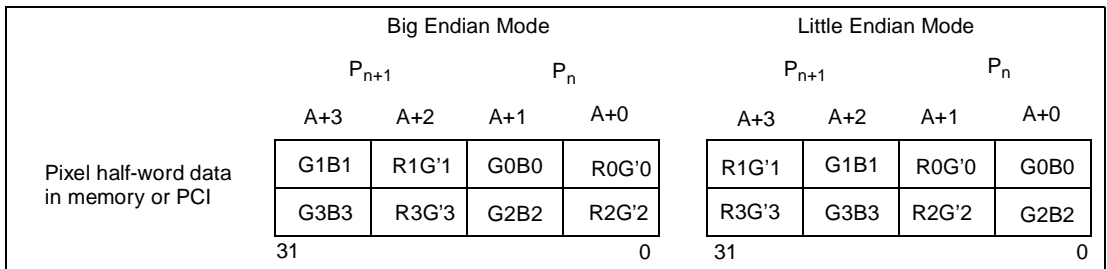 Big Endian Mode Little Endian Mode
Pn+1 Pn Pn+1 Pn
A+3 A+2 A+1 A+0 A+3 A+2 A+1 A+0
Pixel half-word data
in memory or PCI
G1B1 R1G'1 G0B0 R0G'0 R1G'1 G1B1 R0G'0 G0B0
G3B3 R3G'3 G2B2 R2G'2 R3G'3 G3B3 R2G'2 G2B2
31 0 31 0